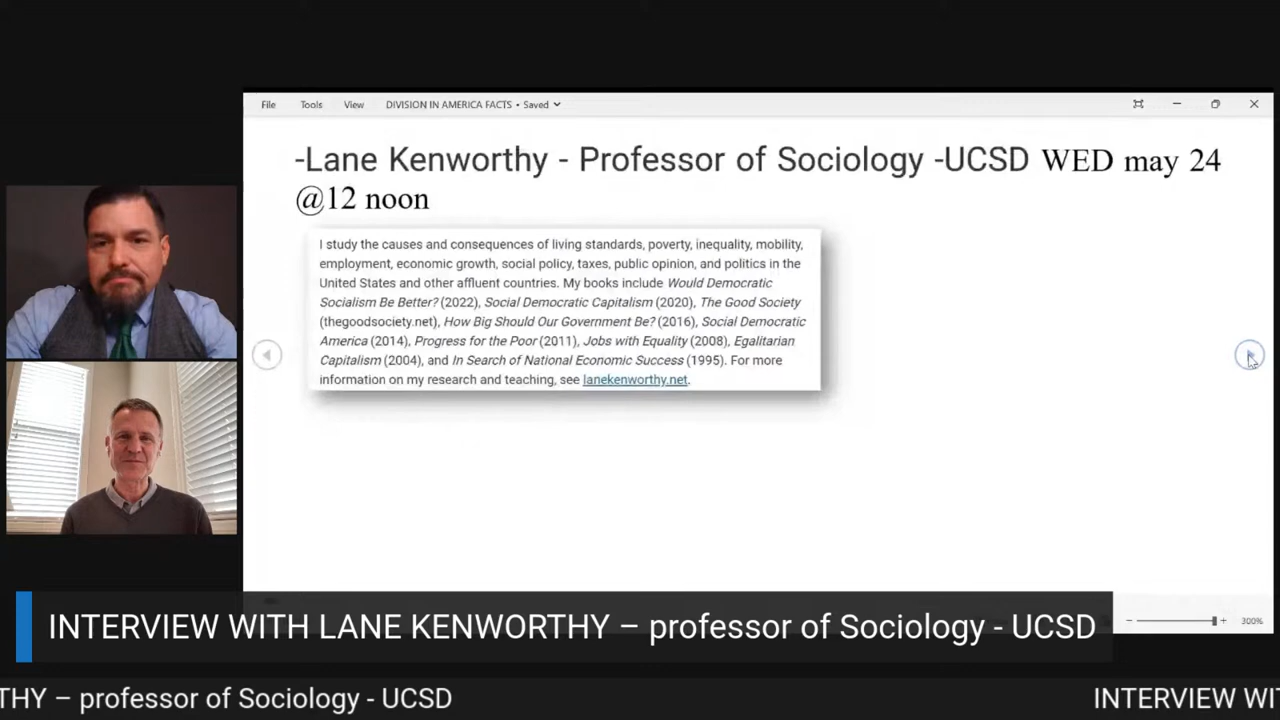 File Tools View DIVISION IN AMERICA FACTS • Saved
-Lane Kenworthy - Professor of Sociology -UCSD WED may 24
@12 noon
I study the causes and consequences of living standards, poverty, inequality, mobility,
employment, economic growth, social policy, taxes, public opinion, and politics in the
United States and other affluent countries. My books include Would Democratic
Socialism Be Better? (2022), Social Democratic Capitalism (2020), The Good Society
(thegoodsociety.net), How Big Should Our Government Be? (2016), Social Democratic
America (2014), Progress for the Poor (2011), Jobs with Equality (2008), Egalitarian
Capitalism (2004), and In Search of National Economic Success (1995). For more
information on my research and teaching, see lanekenworthy.net.
INTERVIEW WITH LANE KENWORTHY – professor of Sociology - UCSD
300%
THY – professor of Sociology - UCSD INTERVIEW WI